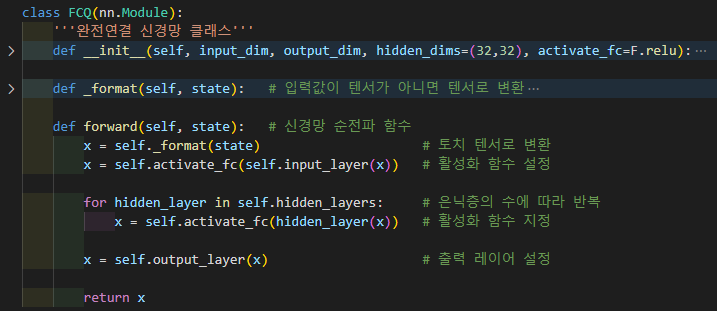 class FCQ(nn.Module):
    '''완전연결 신경망 클래스'''
    def __init__(self, input_dim, output_dim, hidden_dims=(32,32), activate_fc=F.relu):…
    def _format(self, state):   # 입력값이 텐서가 아니면 텐서로 변환…
    def forward(self, state):   # 신경망 순전파 함수
        x = self._format(state)                     # 토치 텐서로 변환
        x = self.activate_fc(self.input_layer(x))   # 활성화 함수 설정
        for hidden_layer in self.hidden_layers:     # 은닉층의 수에 따라 반복
            x = self.activate_fc(hidden_layer(x))   # 활성화 함수 지정
        x = self.output_layer(x)                    # 출력 레이어 설정
        return x